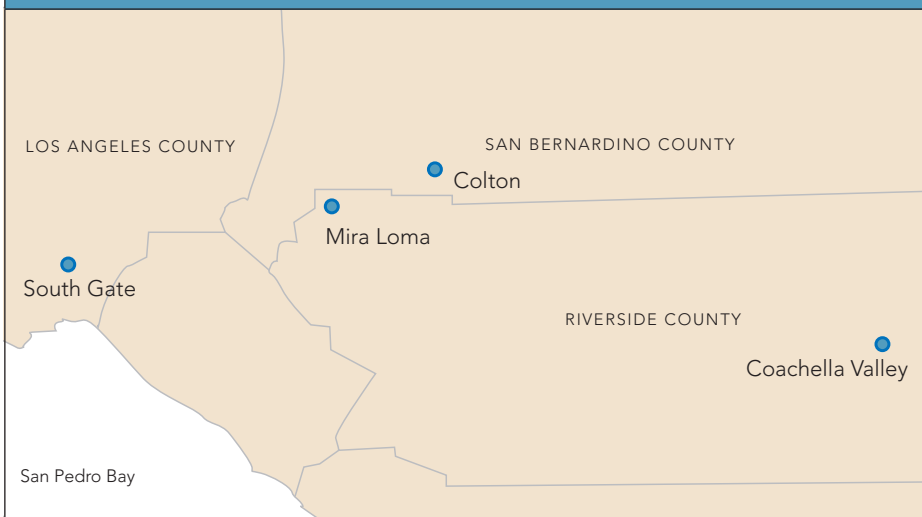 LOS ANGELES COUNTY
SAN BERNARDINO COUNTY
Colton
Mira Loma
South Gate
RIVERSIDE COUNTY
Coachella Valley
San Pedro Bay